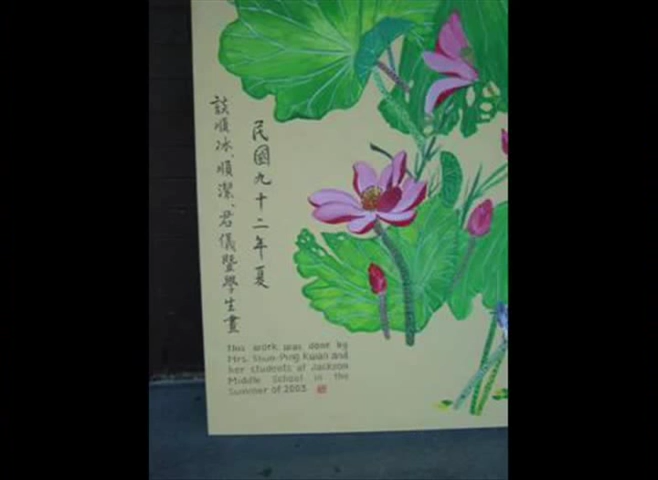 民國九十二年夏
談順冰、順潔、君儀暨學生畫
This work was done by
Mrs. Shun-Ping Kwan and
her students of Jackson
Middle School in the
Summer of 2003